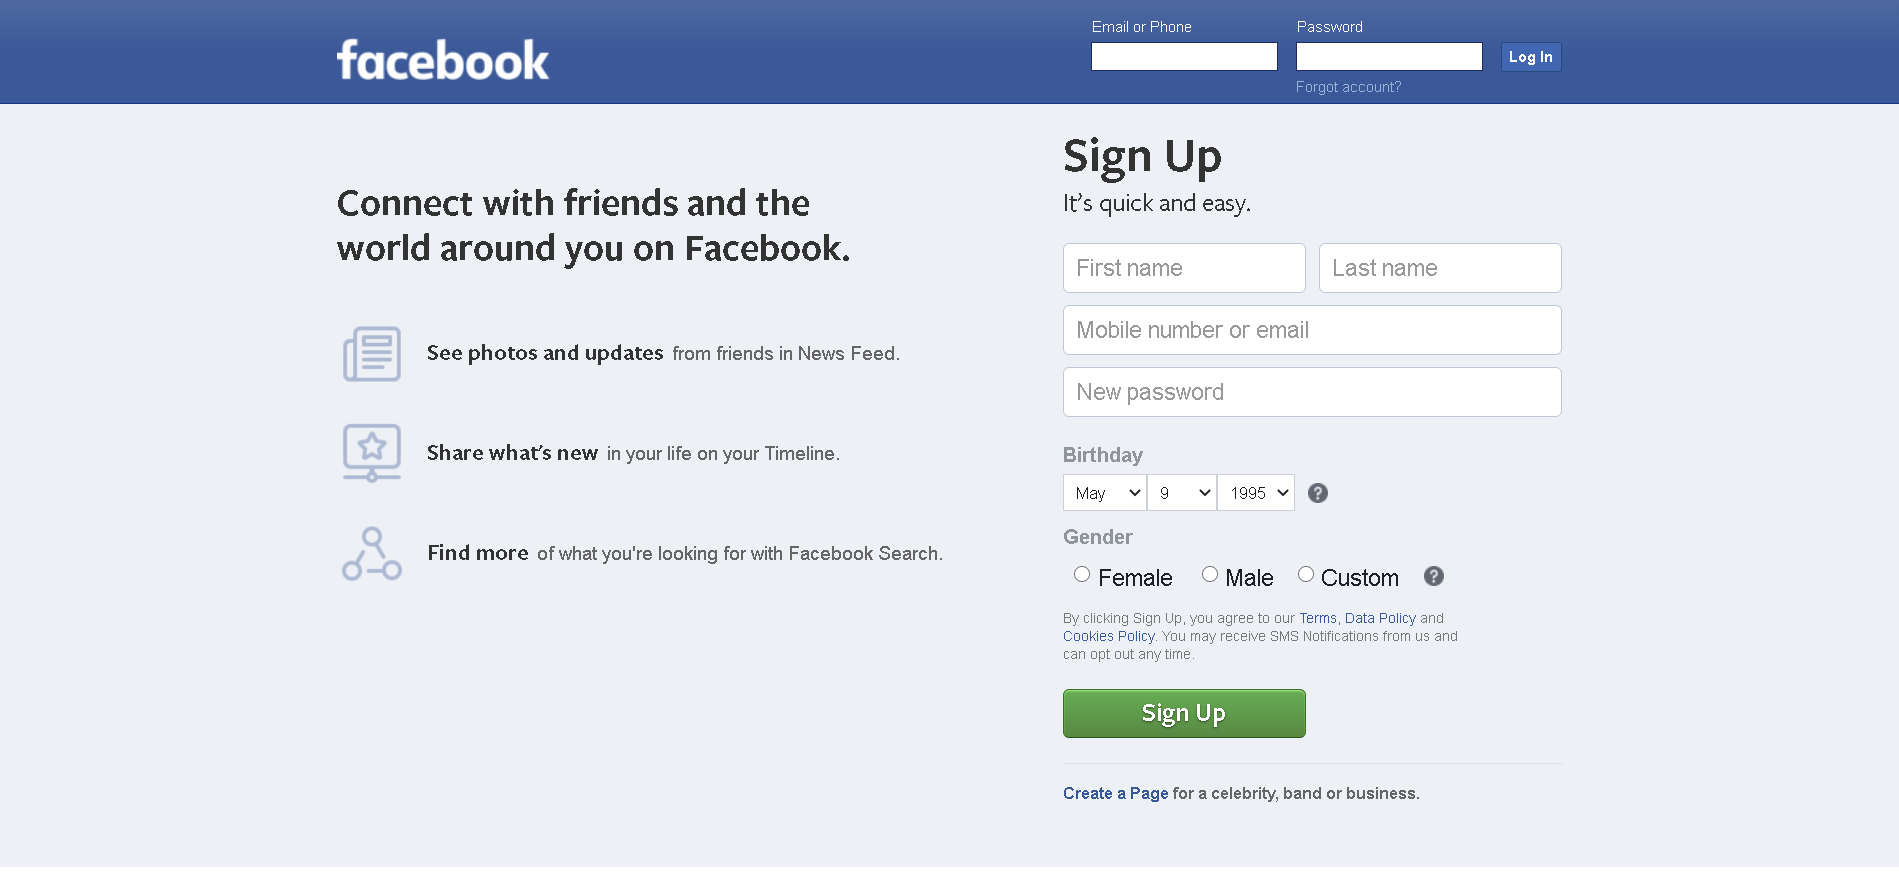 facebook
Email or Phone
Password
Log In
Forgot account?
Connect with friends and the
world around you on Facebook.
See photos and updates from friends in News Feed.
Share what's new in your life on your Timeline.
Find more of what you're looking for with Facebook Search.
Sign Up
It's quick and easy.
First name
Last name
Mobile number or email
New password
Birthday
May 9 1995 ?
Gender
Female Male Custom ?
By clicking Sign Up, you agree to our Terms, Data Policy and
Cookies Policy. You may receive SMS Notifications from us and
can opt out any time.
Sign Up
Create a Page for a celebrity, band or business.